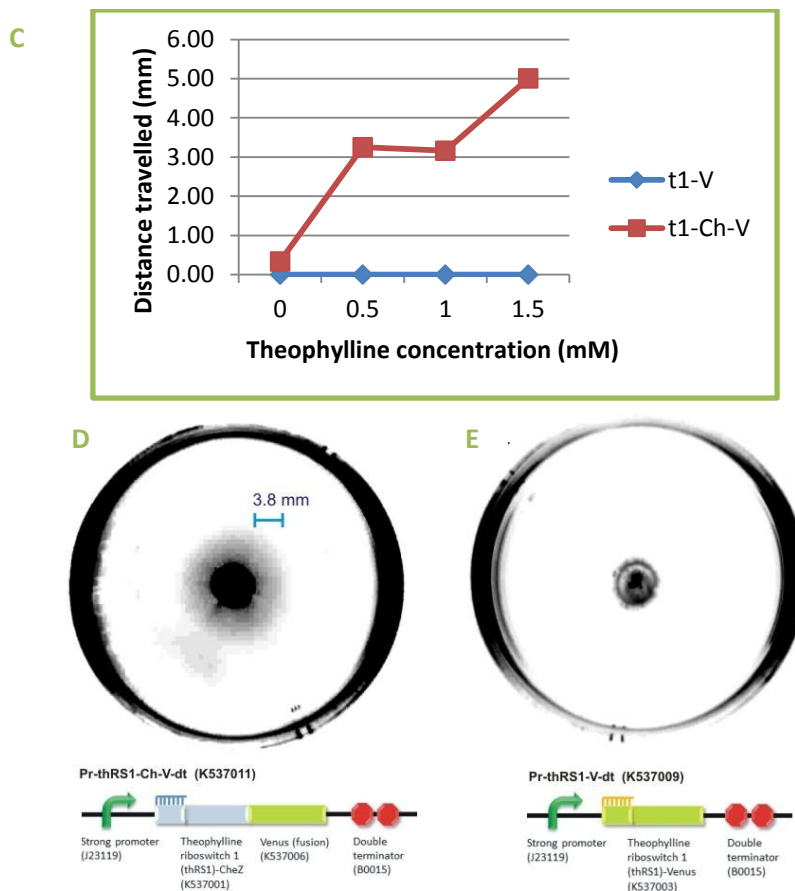 C
6.00
5.00
4.00
3.00
2.00
1.00
0.00
Distance travelled (mm)
0 0.5 1 1.5
Theophylline concentration (mM)
t1-V
t1-Ch-V
D
3.8 mm
E
Pr-thRS1-Ch-V-dt (K537011)
Strong promoter
(J23119)
Theophylline
riboswitch 1
(thRS1)-CheZ
(K537001)
Venus (fusion)
(K537006)
Double
terminator
(B0015)
Pr-thRS1-V-dt (K537009)
Strong promoter
(J23119)
Theophylline
riboswitch 1
(thRS1)-Venus
(K537003)
Double
terminator
(B0015)